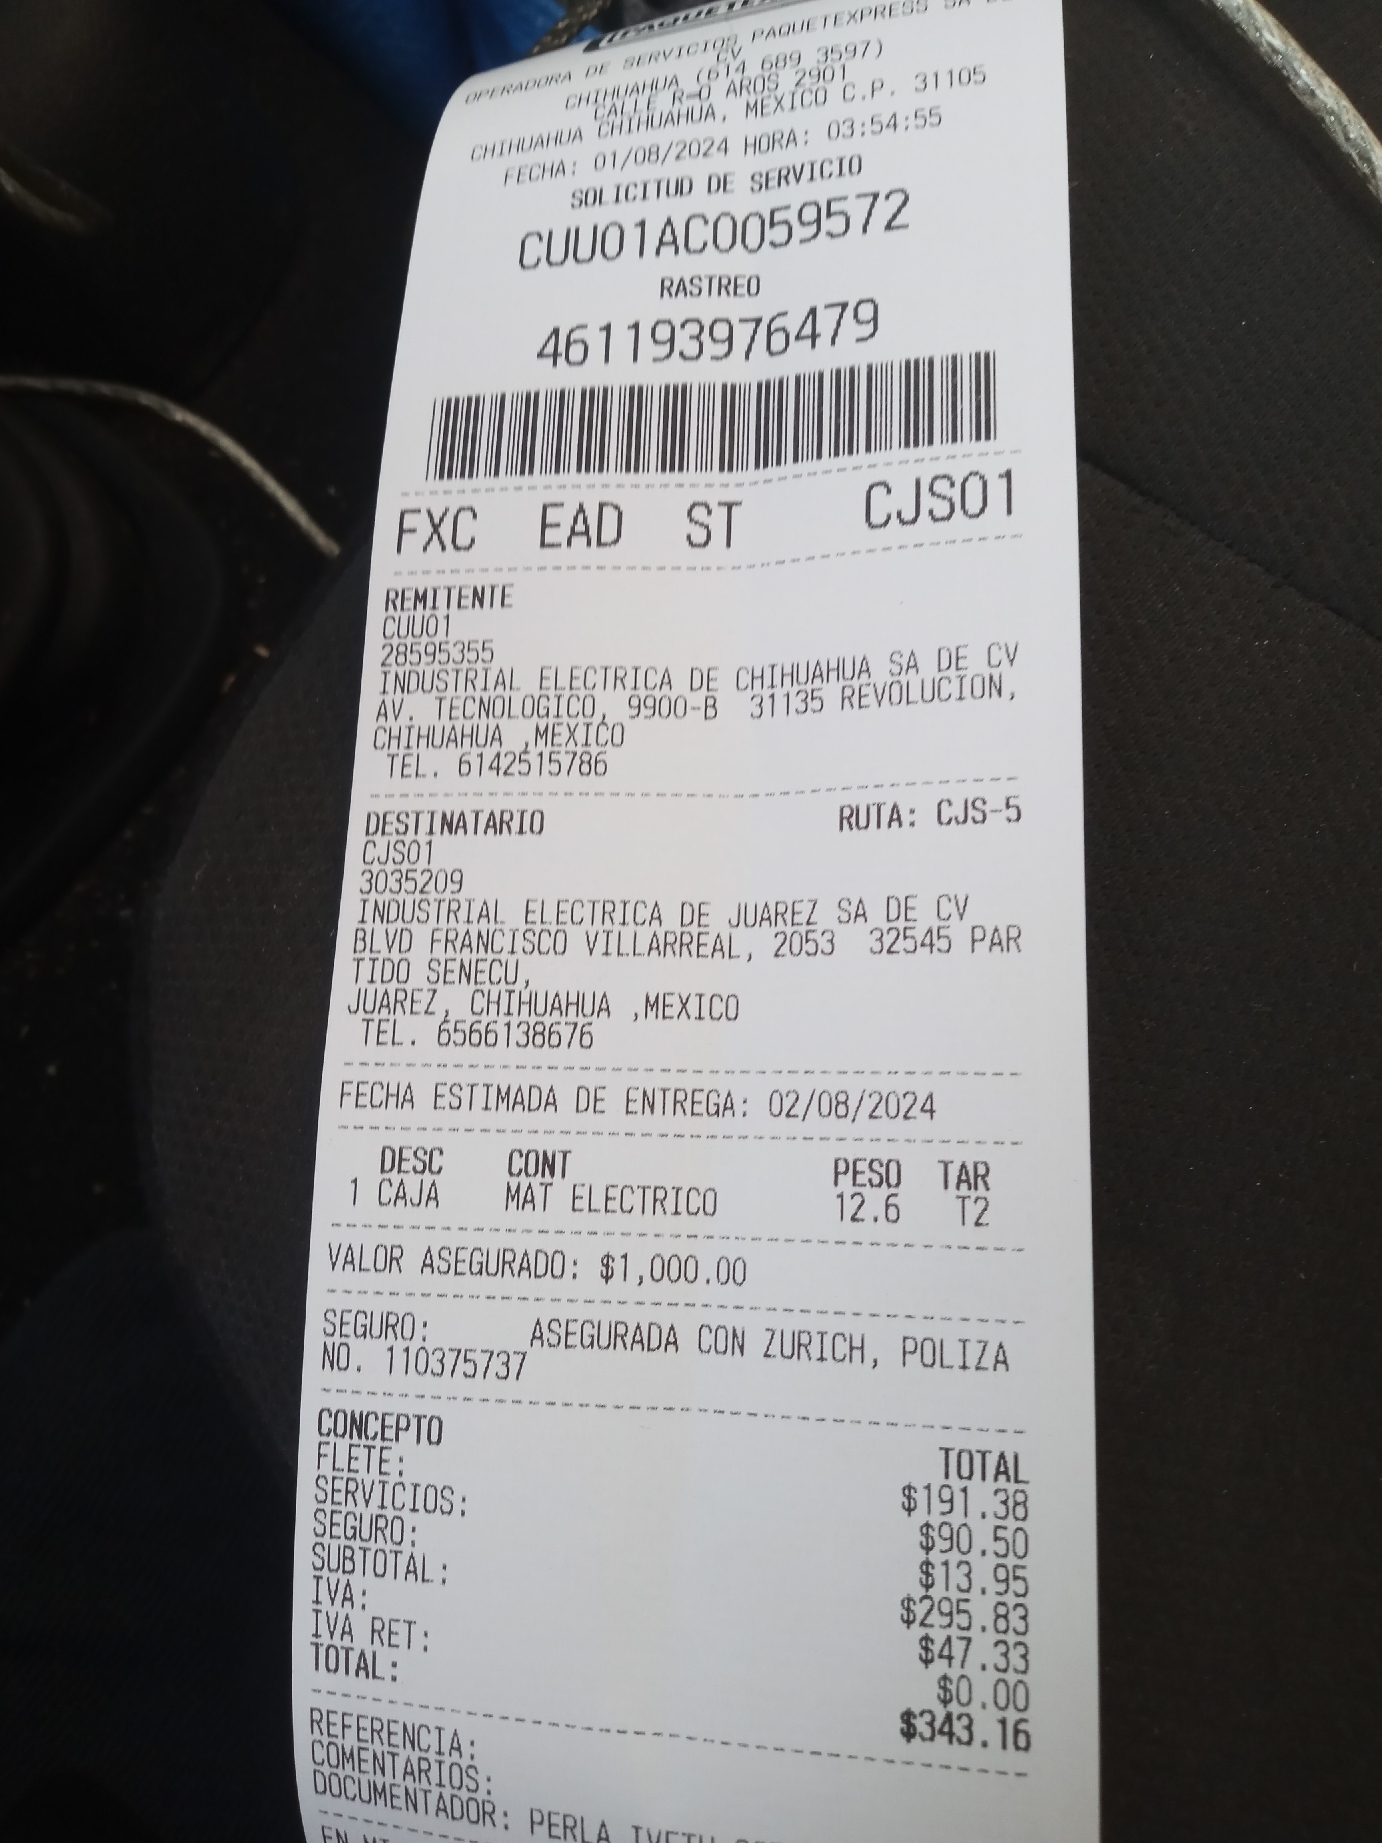 OPERADORA DE SERVICIOS PAQUETEXPRESS SA DE
CV
CHIHUAHUA (614 689 3597)
CALLE R-O AROS 2901
CHIHUAHUA CHIHUAHUA, MEXICO C.P. 31105
FECHA: 01/08/2024 HORA: 03:54:55
SOLICITUD DE SERVICIO
CUU01AC0059572
RASTREO
461193976479
FXC EAD ST CJS01
REMITENTE
CUU01
28595355
INDUSTRIAL ELECTRICA DE CHIHUAHUA SA DE CV
AV. TECNOLOGICO, 9900-B 31135 REVOLUCION,
CHIHUAHUA ,MEXICO
TEL. 6142515786
DESTINATARIO RUTA: CJS-5
CJS01
3035209
INDUSTRIAL ELECTRICA DE JUAREZ SA DE CV
BLVD FRANCISCO VILLARREAL, 2053 32545 PAR
TIDO SENECU,
JUAREZ, CHIHUAHUA ,MEXICO
TEL. 6566138676
FECHA ESTIMADA DE ENTREGA: 02/08/2024
DESC CONT PESO TAR
1 CAJA MAT ELECTRICO 12.6 T2
VALOR ASEGURADO: $1,000.00
SEGURO: ASEGURADA CON ZURICH, POLIZA
NO. 110375737
CONCEPTO TOTAL
FLETE: $191.38
SERVICIOS: $90.50
SEGURO: $13.95
SUBTOTAL: $295.83
IVA: $47.33
IVA RET: $0.00
TOTAL: $343.16
REFERENCIA:
COMENTARIOS:
DOCUMENTADOR: PERLA